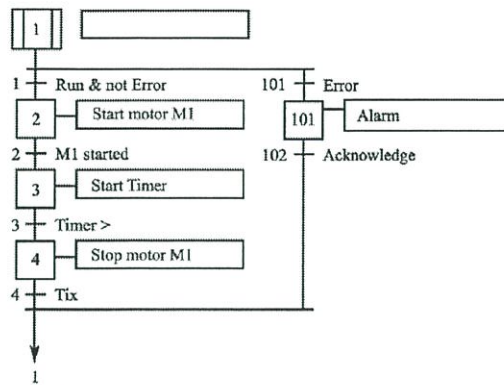 1
1 Run & not Error
101 Error
2 Start motor M1
101 Alarm
2 M1 started
102 Acknowledge
3 Start Timer
3 Timer >
4 Stop motor M1
4 Tix
1